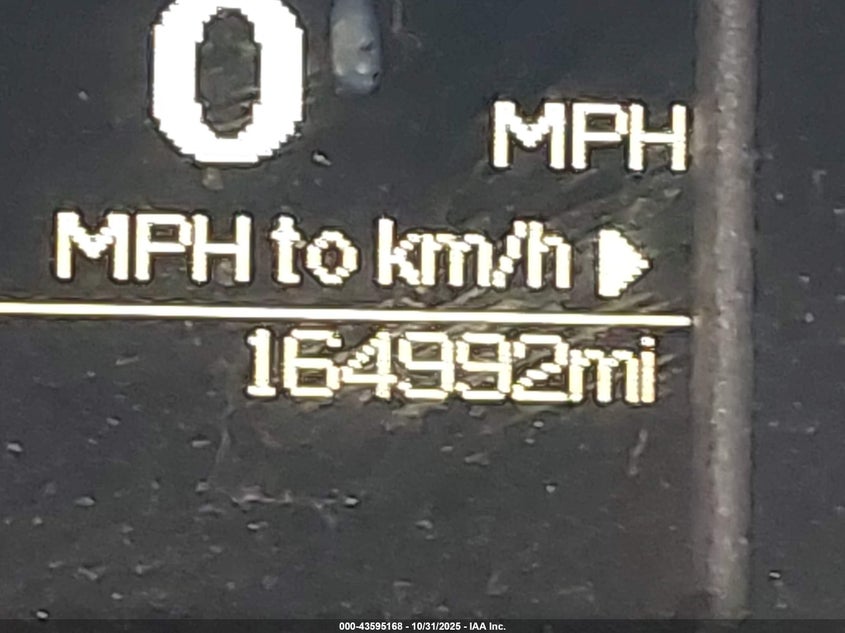 0
MPH
MPH to km/h ▶
164992mi
000-43595168 - 10/31/2025 - IAA Inc.